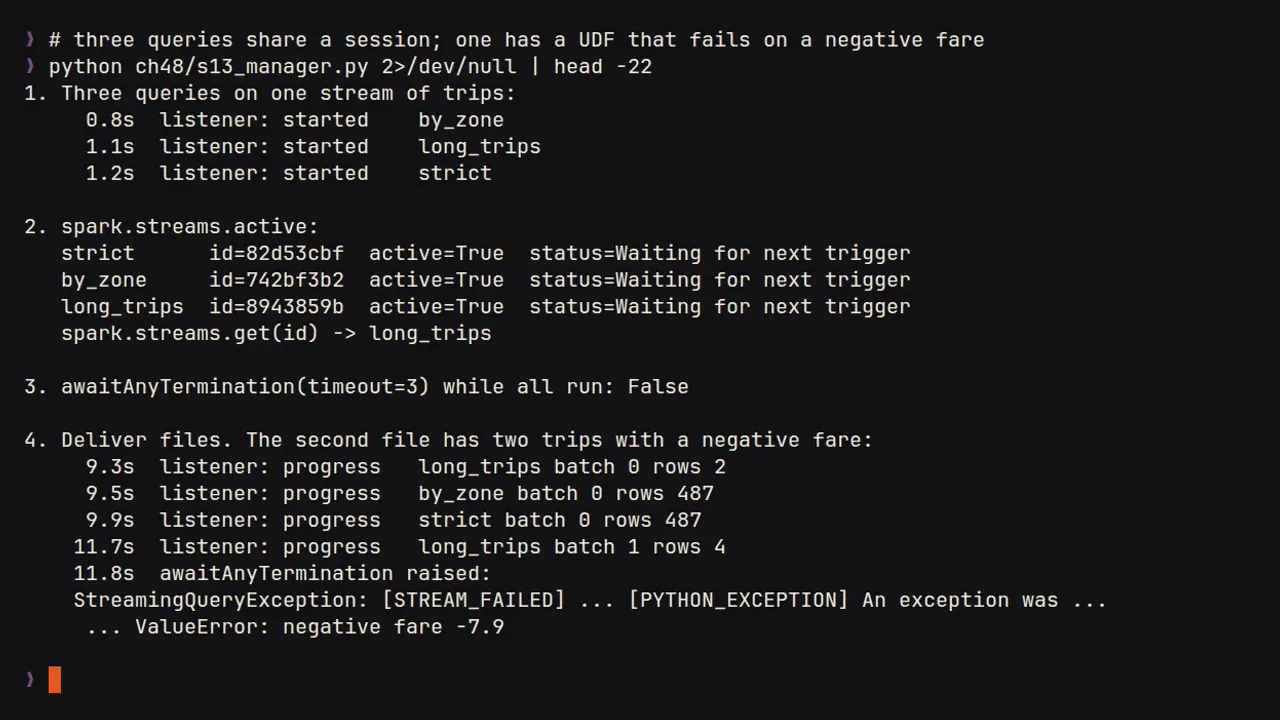 ❯ # three queries share a session; one has a UDF that fails on a negative fare
❯ python ch48/s13_manager.py 2>/dev/null | head -22
1. Three queries on one stream of trips:
     0.8s  listener: started    by_zone
     1.1s  listener: started    long_trips
     1.2s  listener: started    strict

2. spark.streams.active:
   strict      id=82d53cbf  active=True  status=Waiting for next trigger
   by_zone     id=742bf3b2  active=True  status=Waiting for next trigger
   long_trips  id=8943859b  active=True  status=Waiting for next trigger
   spark.streams.get(id) -> long_trips

3. awaitAnyTermination(timeout=3) while all run: False

4. Deliver files. The second file has two trips with a negative fare:
     9.3s  listener: progress   long_trips batch 0 rows 2
     9.5s  listener: progress   by_zone batch 0 rows 487
     9.9s  listener: progress   strict batch 0 rows 487
    11.7s  listener: progress   long_trips batch 1 rows 4
    11.8s  awaitAnyTermination raised:
    StreamingQueryException: [STREAM_FAILED] ... [PYTHON_EXCEPTION] An exception was ...
     ... ValueError: negative fare -7.9

❯